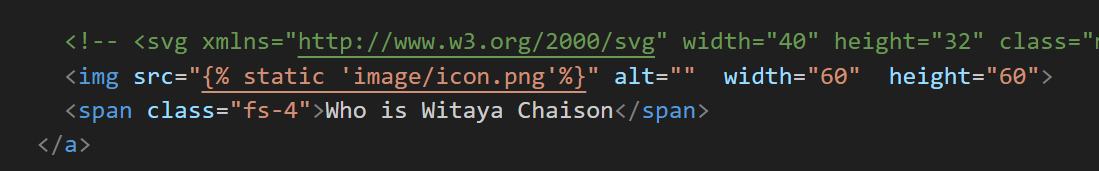 <!-- <svg xmlns="http://www.w3.org/2000/svg" width="40" height="32" class="
<img src="{% static 'image/icon.png'%}" alt=""  width="60"  height="60">
<span class="fs-4">Who is Witaya Chaison</span>
</a>